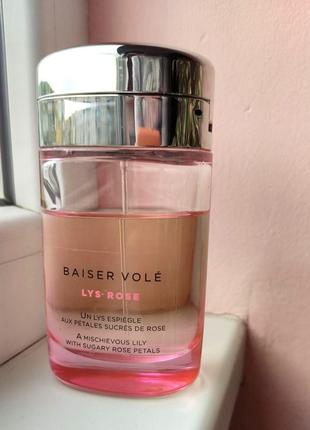 BAISER VOLÉ
LYS ROSE
UN LYS ESPIÈGLE
AUX PÉTALES SUCRÉS DE ROSE
A MISCHIEVOUS LILY
WITH SUGARY ROSE PETALS